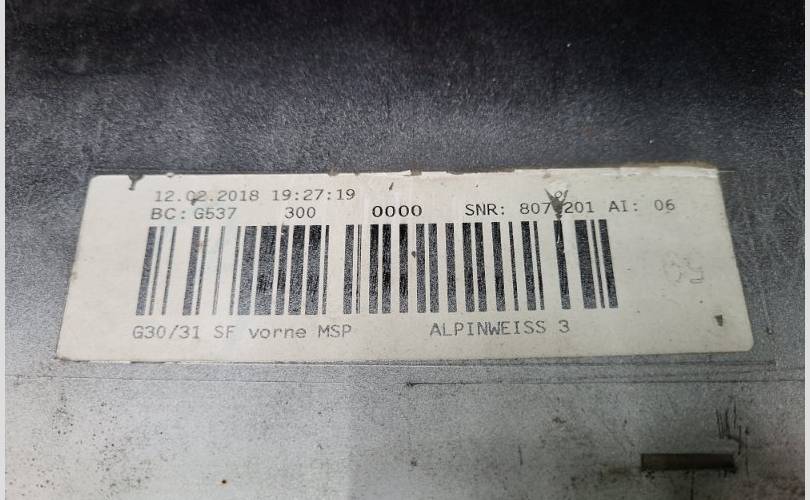 12.02.2018 19:27:19
BC: G537 300 0000 SNR: AI: 06
G30/31 SF vorne MSP ALPINWEISS 3